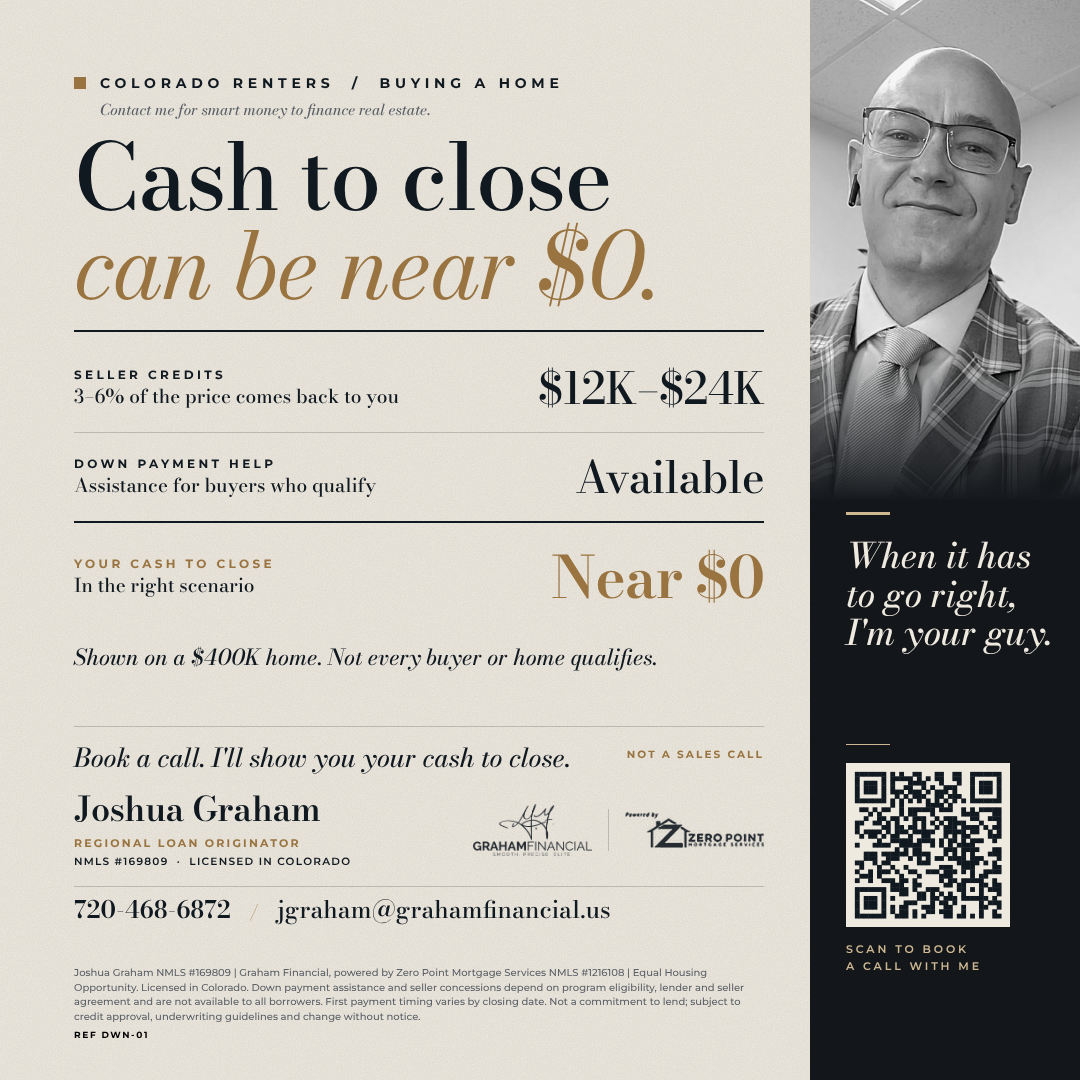 COLORADO RENTERS / BUYING A HOME
Contact me for smart money to finance real estate.
Cash to close
can be near $0.
SELLER CREDITS
3–6% of the price comes back to you
$12K–$24K
DOWN PAYMENT HELP
Assistance for buyers who qualify
Available
YOUR CASH TO CLOSE
In the right scenario
Near $0
Shown on a $400K home. Not every buyer or home qualifies.
Book a call. I'll show you your cash to close.
NOT A SALES CALL
Joshua Graham
REGIONAL LOAN ORIGINATOR
NMLS #169809 · LICENSED IN COLORADO
GRAHAMFINANCIAL
SMOOTH. PRECISE. ELITE.
Powered by
ZERO POINT
MORTGAGE SERVICES
720-468-6872 / jgraham@grahamfinancial.us
Joshua Graham NMLS #169809 | Graham Financial, powered by Zero Point Mortgage Services NMLS #1216108 | Equal Housing
Opportunity. Licensed in Colorado. Down payment assistance and seller concessions depend on program eligibility, lender and seller
agreement and are not available to all borrowers. First payment timing varies by closing date. Not a commitment to lend; subject to
credit approval, underwriting guidelines and change without notice.
REF DWN-01
When it has
to go right,
I'm your guy.
SCAN TO BOOK
A CALL WITH ME